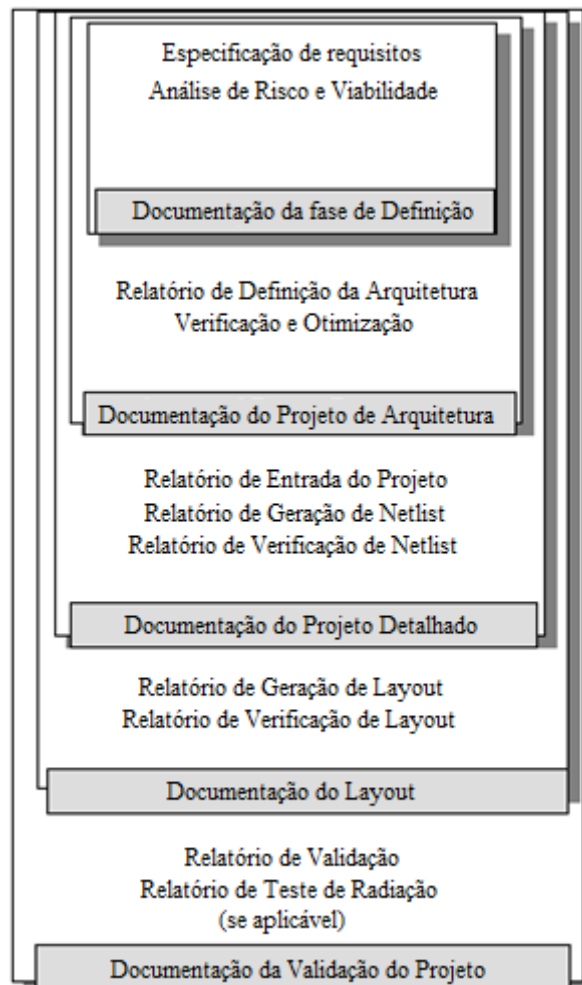 Especificação de requisitos
Análise de Risco e Viabilidade
Documentação da fase de Definição
Relatório de Definição da Arquitetura
Verificação e Otimização
Documentação do Projeto de Arquitetura
Relatório de Entrada do Projeto
Relatório de Geração de Netlist
Relatório de Verificação de Netlist
Documentação do Projeto Detalhado
Relatório de Geração de Layout
Relatório de Verificação de Layout
Documentação do Layout
Relatório de Validação
Relatório de Teste de Radiação
(se aplicável)
Documentação da Validação do Projeto